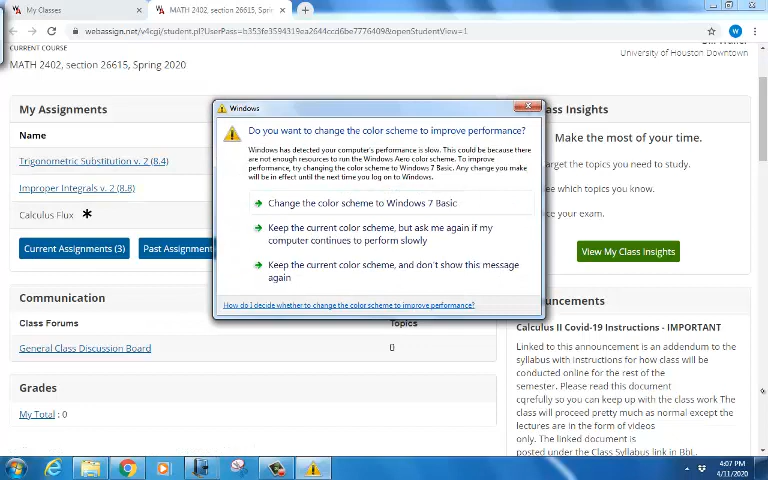 My Classes
MATH 2402, section 26615, Spri
webassign.net/v4cgi/student.pl?UserPass=b353fe3594319ea2644ccd6be7776409&openStudentView=1
W
CURRENT COURSE
MATH 2402, section 26615, Spring 2020
University of Houston Downtown
My Assignments
Name
Trigonometric Substitution v. 2 (8.4)
Improper Integrals v. 2 (8.8)
Calculus Flux *
Current Assignments (3)
Past Assignment
Windows
Do you want to change the color scheme to improve performance?
Windows has detected your computer's performance is slow. This could be because there
are not enough resources to run the Windows Aero color scheme. To improve
performance, try changing the color scheme to Windows 7 Basic. Any change you make
will be in effect until the next time you log on to Windows.
Change the color scheme to Windows 7 Basic
Keep the current color scheme, but ask me again if my
computer continues to perform slowly
Keep the current color scheme, and don't show this message
again
How do I decide whether to change the color scheme to improve performance?
ass Insights
Make the most of your time.
arget the topics you need to study.
ee which topics you know.
ce your exam.
View My Class Insights
Communication
Class Forums
Topics
General Class Discussion Board
0
Grades
My Total : 0
ouncements
Calculus II Covid-19 Instructions - IMPORTANT
Linked to this announcement is an addendum to the
syllabus with instructions for how class will be
conducted online for the rest of the
semester. Please read this document
cqrefully so you can keep up with the class work The
class will proceed pretty much as normal except the
lectures are in the form of videos
only. The linked document is
posted under the Class Syllabus link in BbL.
4:07 PM
4/11/2020